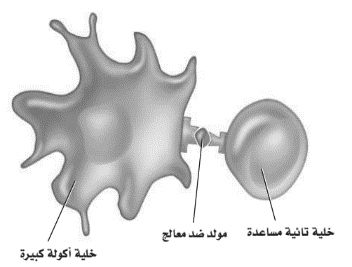 خلية تائية مساعدة
مولد ضد معالج
خلية أكولة كبيرة